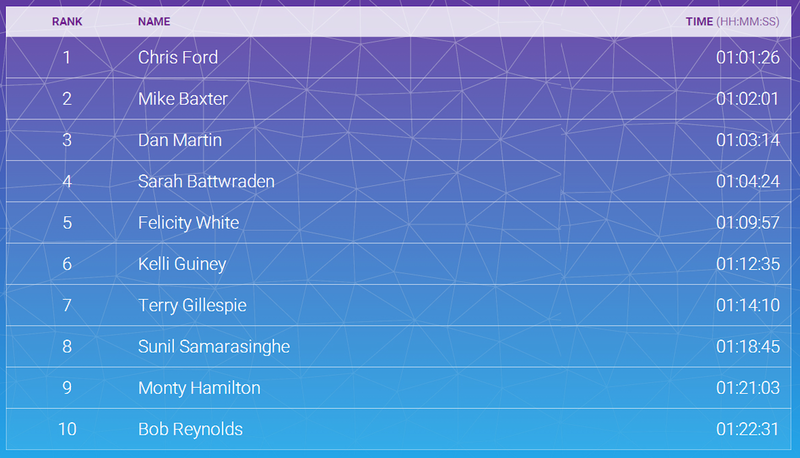 RANK NAME TIME (HH:MM:SS)
1 Chris Ford 01:01:26
2 Mike Baxter 01:02:01
3 Dan Martin 01:03:14
4 Sarah Battwraden 01:04:24
5 Felicity White 01:09:57
6 Kelli Guiney 01:12:35
7 Terry Gillespie 01:14:10
8 Sunil Samarasinghe 01:18:45
9 Monty Hamilton 01:21:03
10 Bob Reynolds 01:22:31